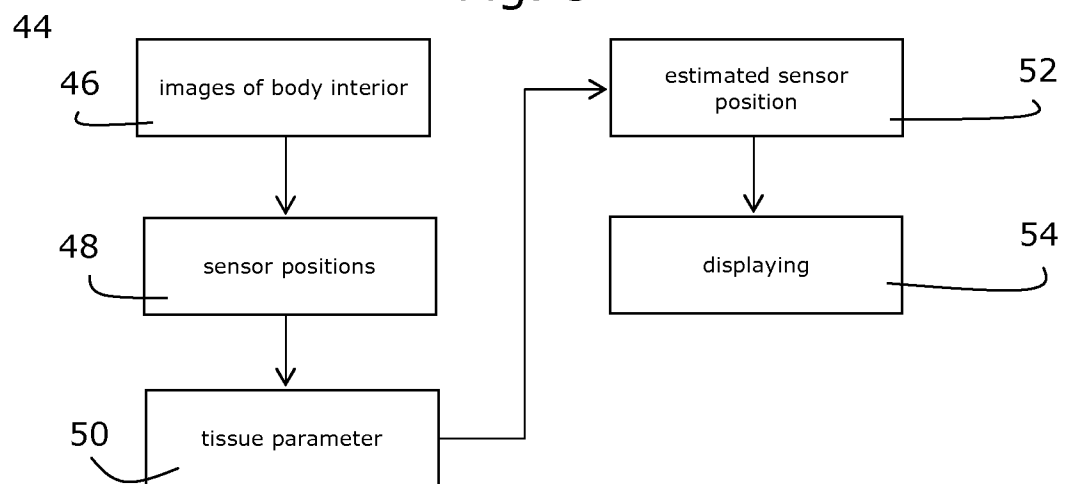 44
46
images of body interior
48
sensor positions
50
tissue parameter
estimated sensor
position
52
displaying
54